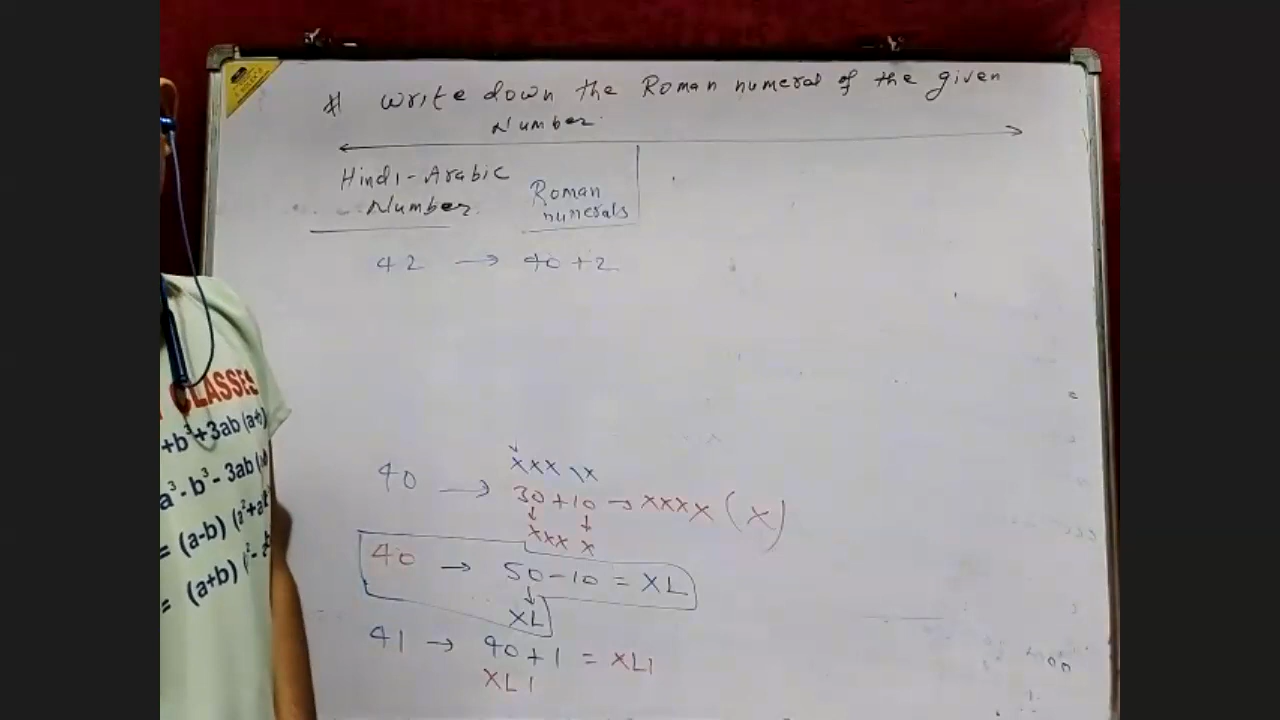 * Write down the Roman numeral of the given
Number.
Hindi-Arabic
Number
Roman
numerals
42 → 40 + 2
XXX X
40 → 30 + 10 → XXXX (X)
XXX X
40 → 50 - 10 = XL
XL
41 → 40 + 1 = XLI
XL I
CLASSES
+b³+3ab (a+
a³-b³-3ab (
= (a-b) (a²+a
= (a+b) (